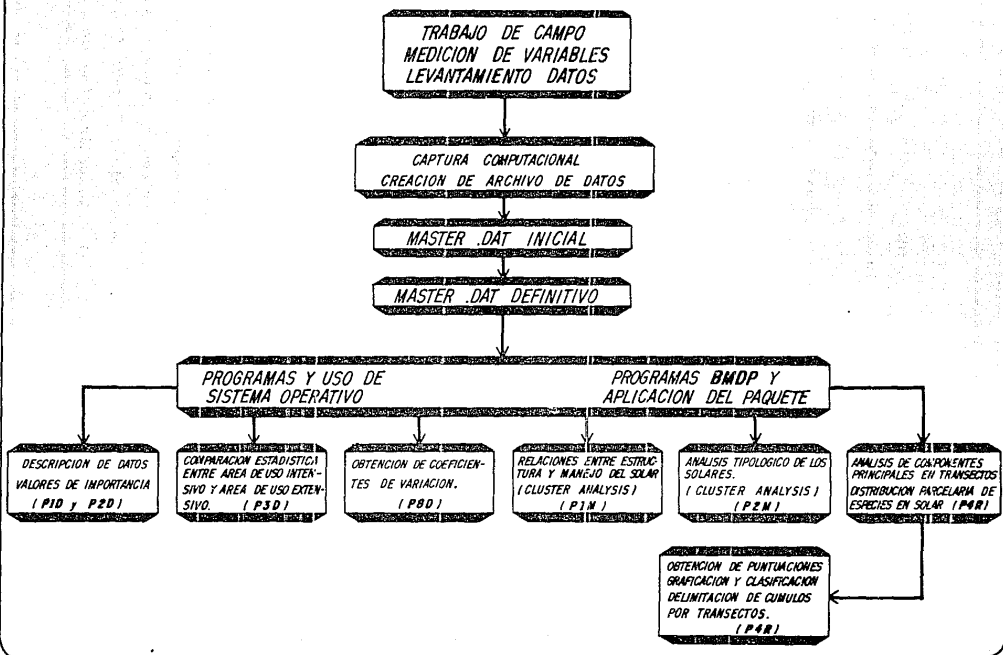 TRABAJO DE CAMPO
MEDICION DE VARIABLES
LEVANTAMIENTO DATOS
CAPTURA COMPUTACIONAL
CREACION DE ARCHIVO DE DATOS
MASTER .DAT INICIAL
MASTER .DAT DEFINITIVO
PROGRAMAS Y USO DE
SISTEMA OPERATIVO
PROGRAMAS BMDP Y
APLICACION DEL PAQUETE
DESCRIPCION DE DATOS
VALORES DE IMPORTANCIA
(P1D y P2D)
COMPARACION ESTADISTICA
ENTRE AREA DE USO INTEN-
SIVO Y AREA DE USO EXTEN-
SIVO. (P3D)
OBTENCION DE COEFICIEN-
TES DE VARIACION.
(P8D)
RELACIONES ENTRE ESTRUC-
TURA Y MANEJO DEL SOLAR
(CLUSTER ANALYSIS)
(P1M)
ANALISIS TIPOLOGICO DE LOS
SOLARES.
(CLUSTER ANALYSIS)
(P2M)
ANALISIS DE COMPONENTES
PRINCIPALES EN TRANSECTOS
DISTRIBUCION PARCELARIA DE
ESPECIES EN SOLAR (P4R)
OBTENCION DE PUNTUACIONES
GRAFICACION Y CLASIFICACION
DELIMITACION DE CUMULOS
POR TRANSECTOS.
(P4R)